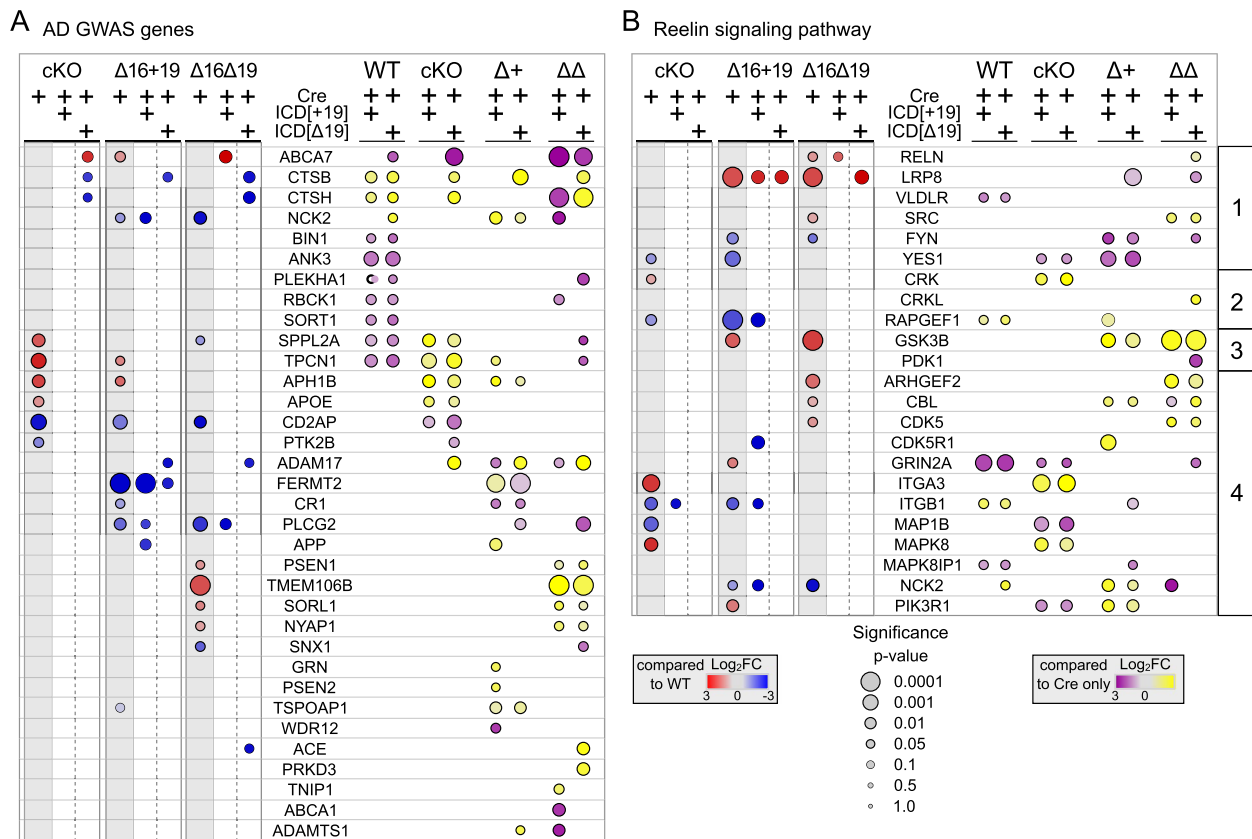 A AD GWAS genes
cKO Δ16+19 Δ16Δ19 WT cKO Δ+ ΔΔ
+ + + + + + + + + Cre + + + + + + + +
+ + + ICD[+19] + + + +
+ + + ICD[Δ19] + + + +
ABCA7
CTSB
CTSH
NCK2
BIN1
ANK3
PLEKHA1
RBCK1
SORT1
SPPL2A
TPCN1
APH1B
APOE
CD2AP
PTK2B
ADAM17
FERMT2
CR1
PLCG2
APP
PSEN1
TMEM106B
SORL1
NYAP1
SNX1
GRN
PSEN2
TSPOAP1
WDR12
ACE
PRKD3
TNIP1
ABCA1
ADAMTS1
B Reelin signaling pathway
cKO Δ16+19 Δ16Δ19 WT cKO Δ+ ΔΔ
+ + + + + + + + + Cre + + + + + + + +
+ + + ICD[+19] + + + +
+ + + ICD[Δ19] + + + +
RELN
LRP8
VLDLR
SRC
FYN
YES1
1
CRK
CRKL
RAPGEF1
2
GSK3B
PDK1
3
ARHGEF2
CBL
CDK5
CDK5R1
GRIN2A
ITGA3
ITGB1
MAP1B
MAPK8
MAPK8IP1
NCK2
PIK3R1
4
compared to WT
Log2FC
3 0 -3
Significance
p-value
0.0001
0.001
0.01
0.05
0.1
0.5
1.0
compared to Cre only
Log2FC
3 0